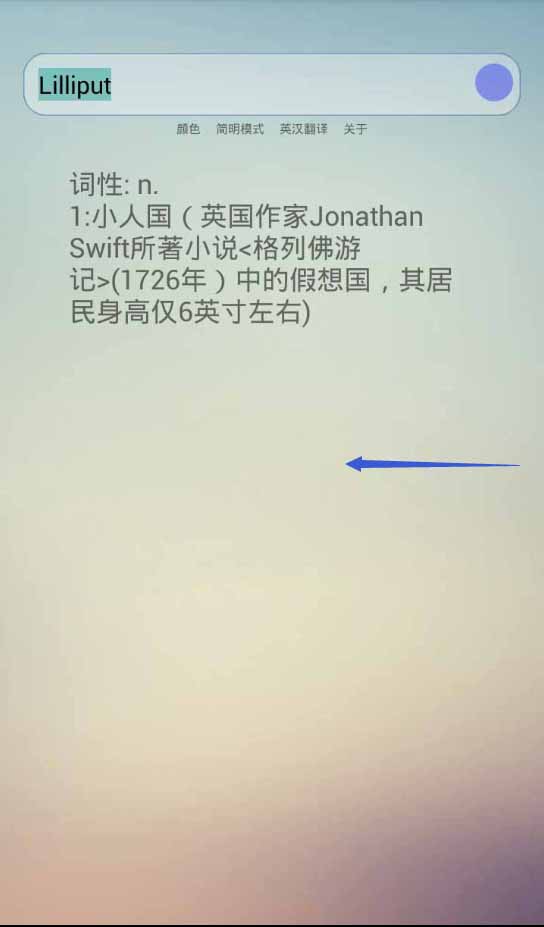 Lilliput
颜色 简明模式 英汉翻译 关于
词性: n.
1:小人国（英国作家Jonathan
Swift所著小说<格列佛游
记>(1726年）中的假想国，其居
民身高仅6英寸左右)